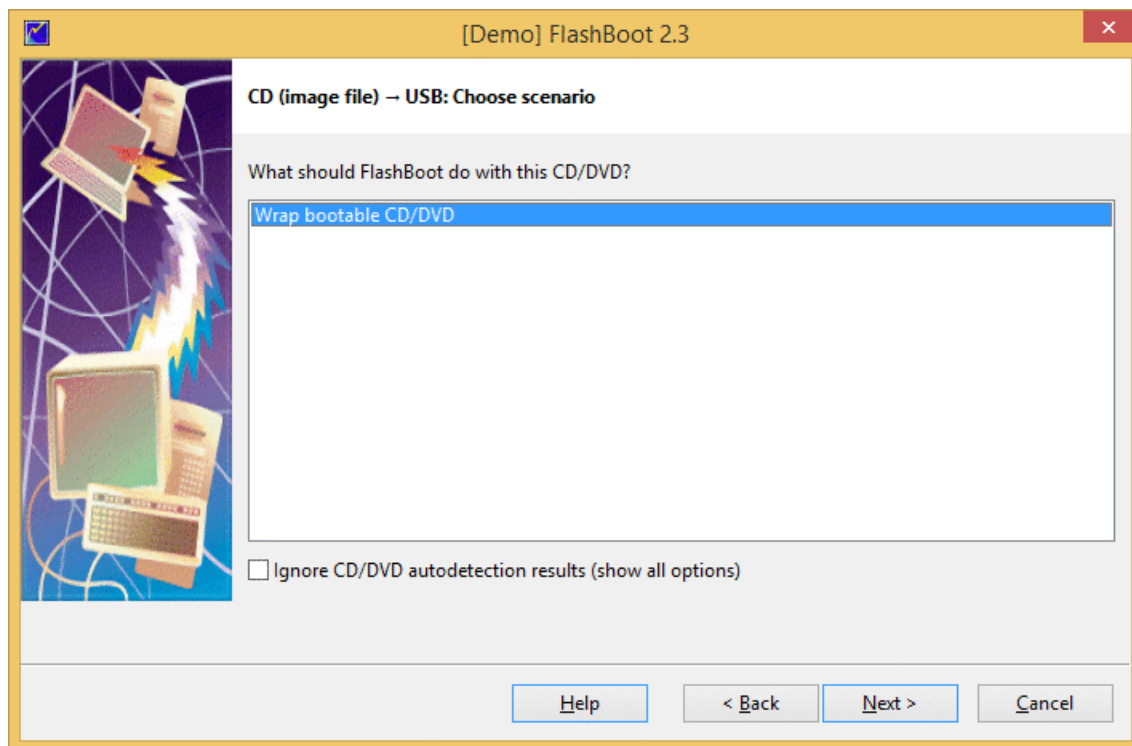 [Demo] FlashBoot 2.3
CD (image file) → USB: Choose scenario
What should FlashBoot do with this CD/DVD?
Wrap bootable CD/DVD
Ignore CD/DVD autodetection results (show all options)
Help
< Back
Next >
Cancel